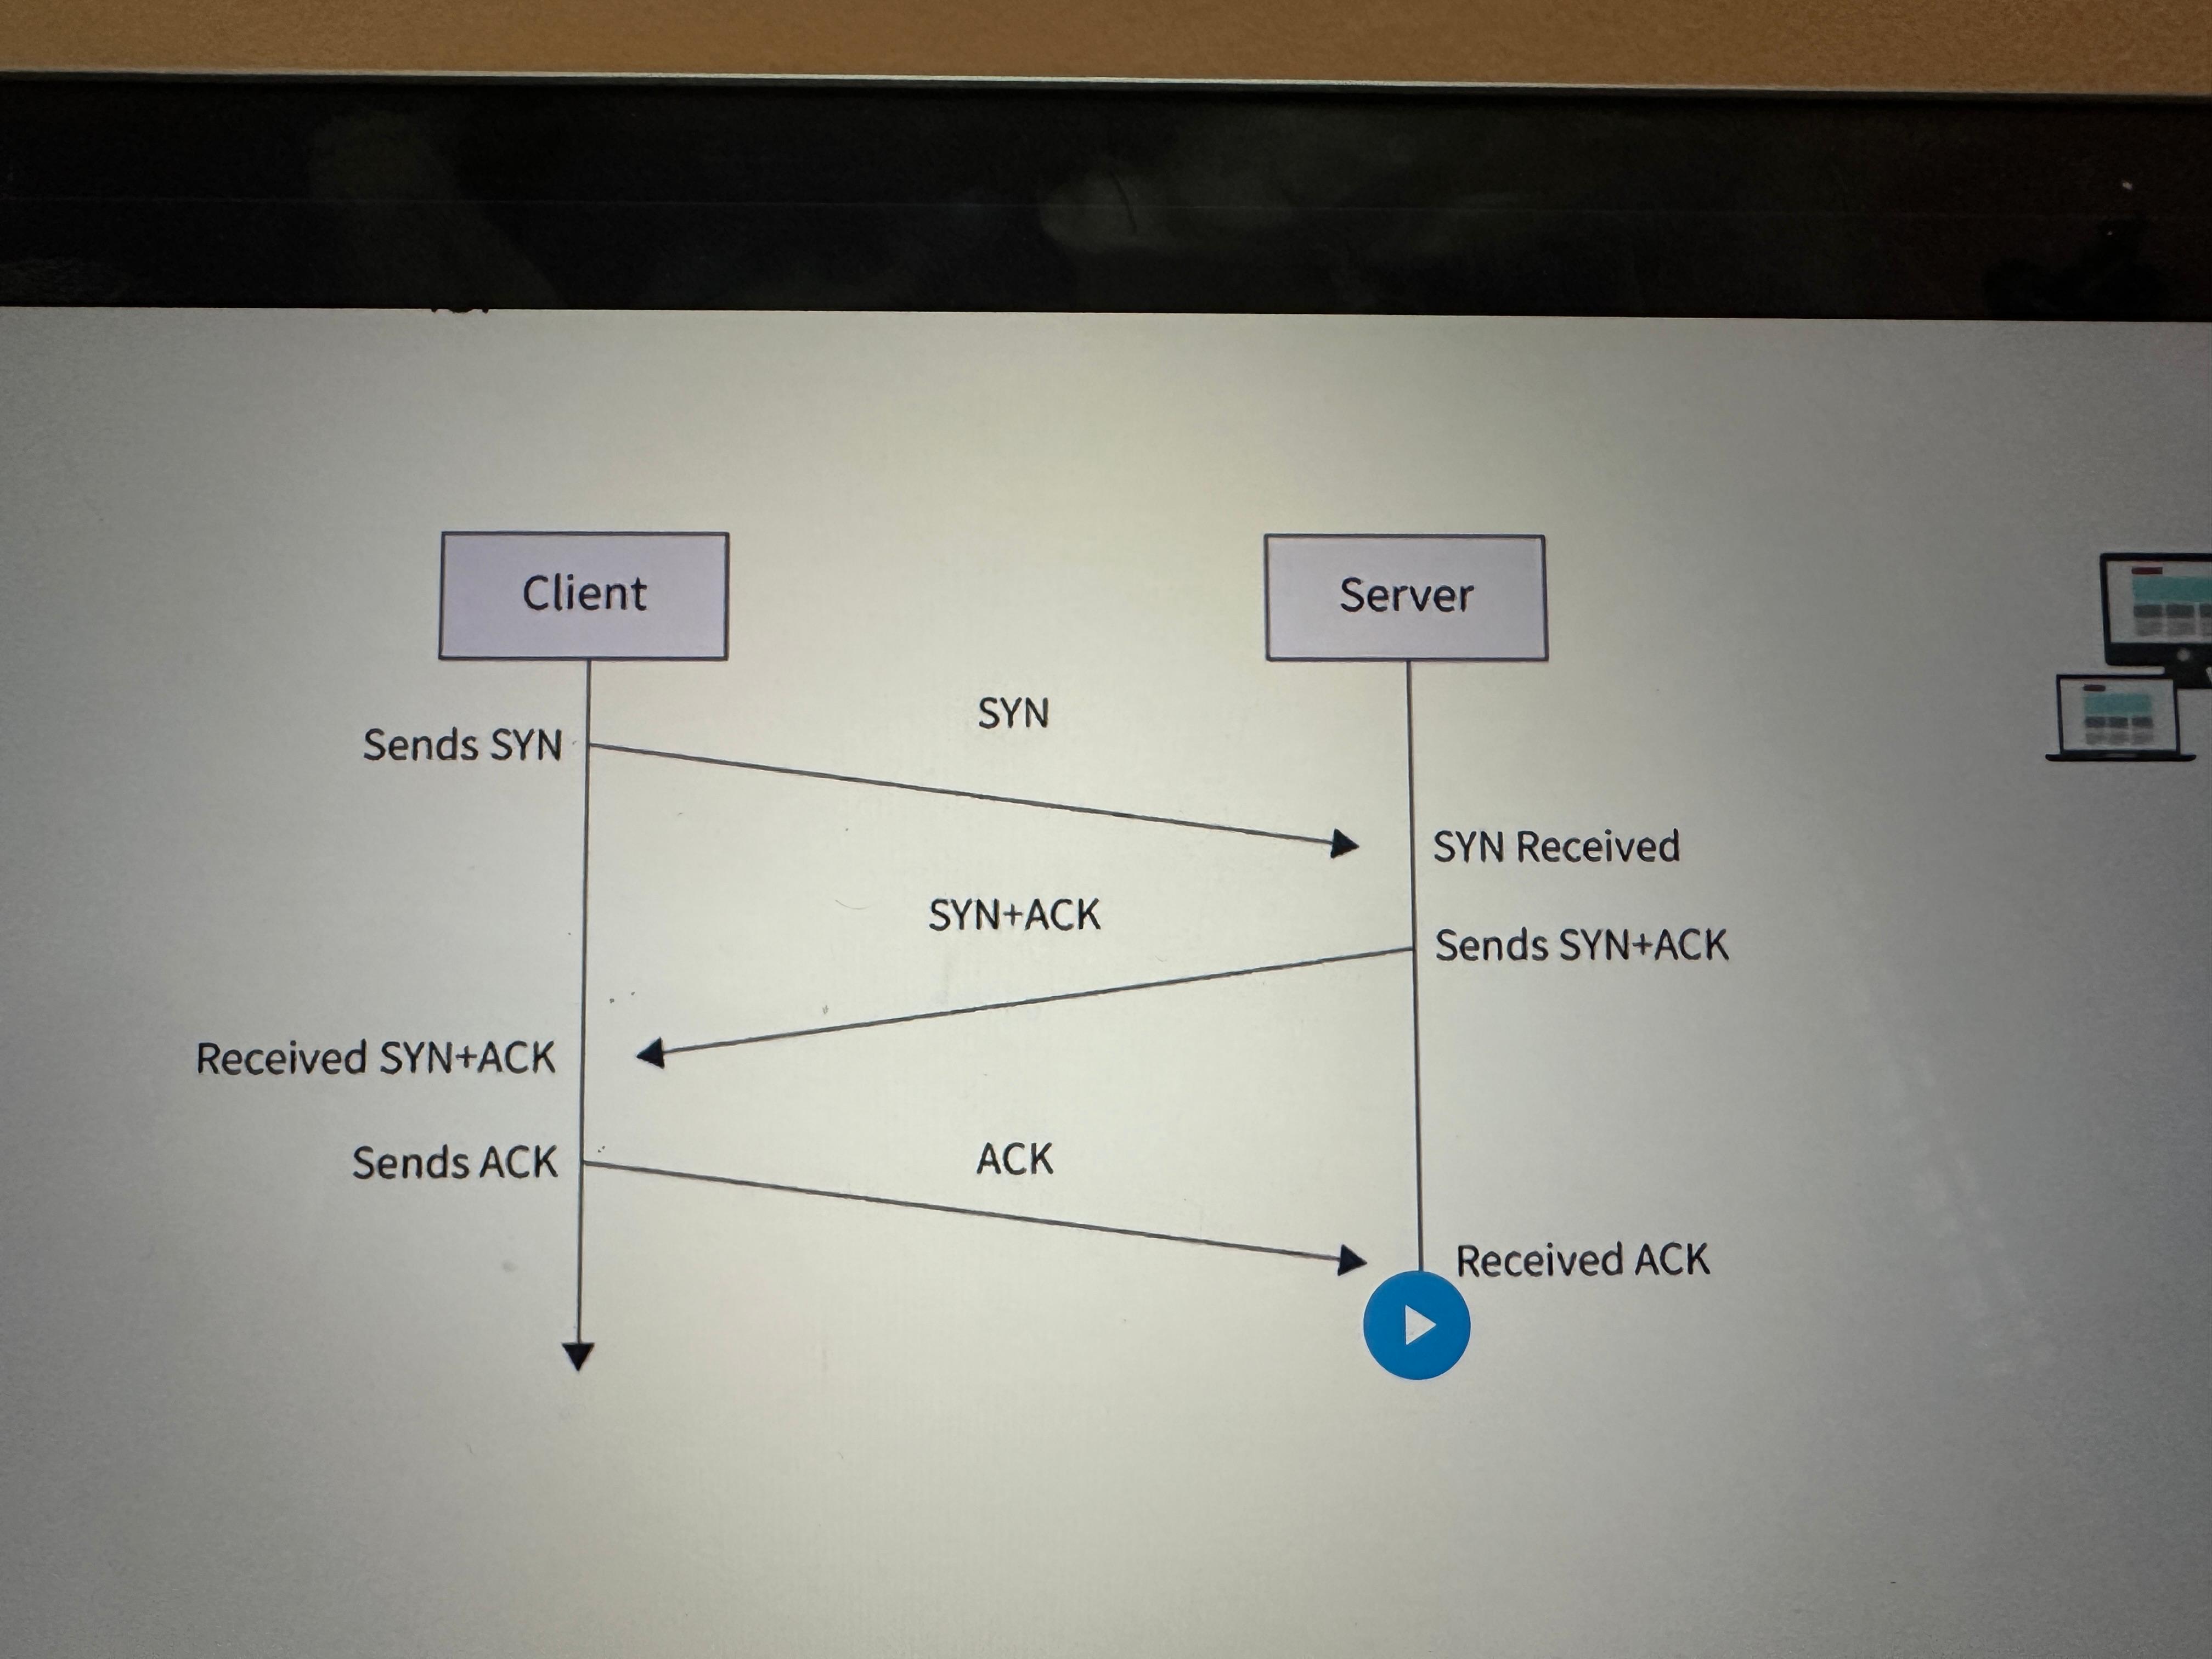 Client
Server
SYN
Sends SYN
SYN Received
SYN+ACK
Sends SYN+ACK
Received SYN+ACK
Sends ACK
ACK
Received ACK